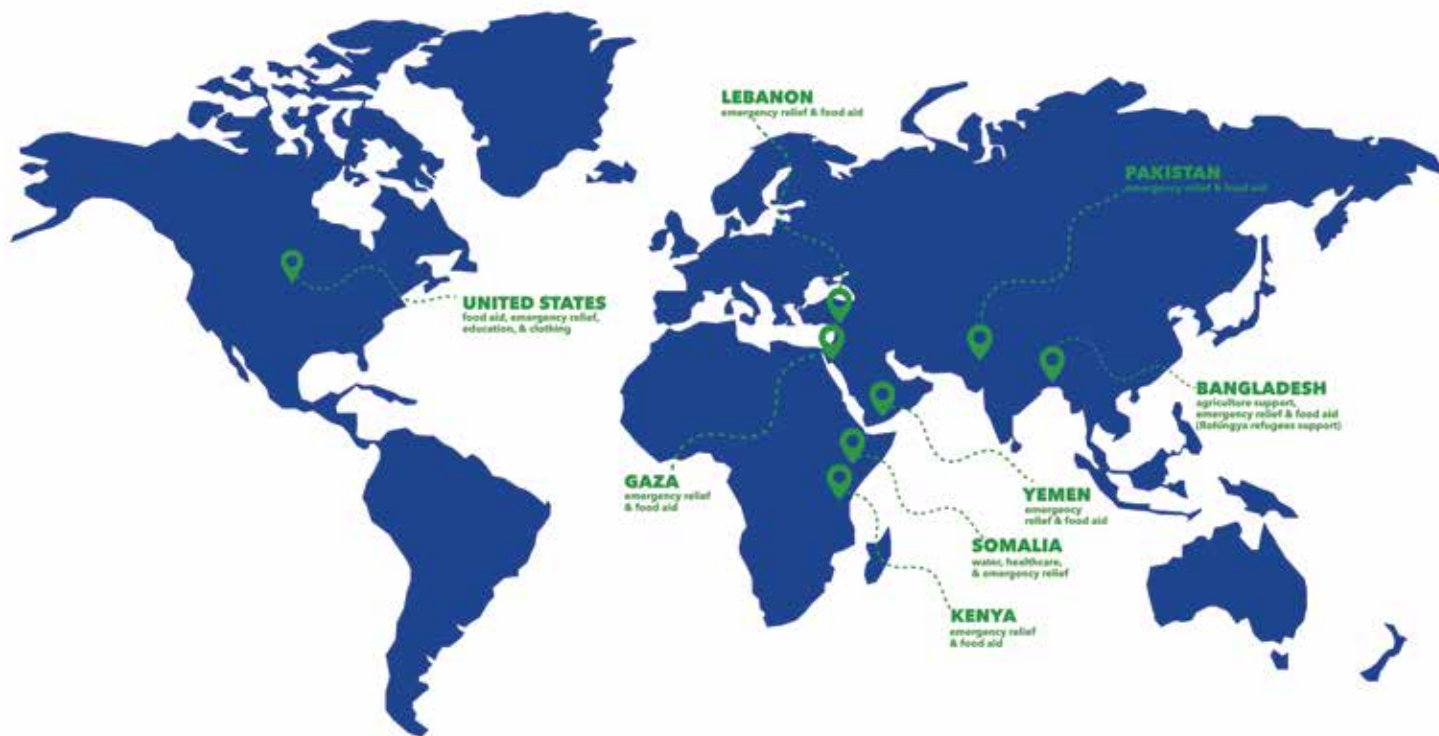 LEBANON
emergency relief & food aid
PAKISTAN
emergency relief & food aid
UNITED STATES
food aid, emergency relief,
education, & clothing
BANGLADESH
agriculture support,
emergency relief & food aid
(Rohingya refugees support)
GAZA
emergency relief
& food aid
YEMEN
emergency
relief & food aid
SOMALIA
water, healthcare,
& emergency relief
KENYA
emergency relief
& food aid